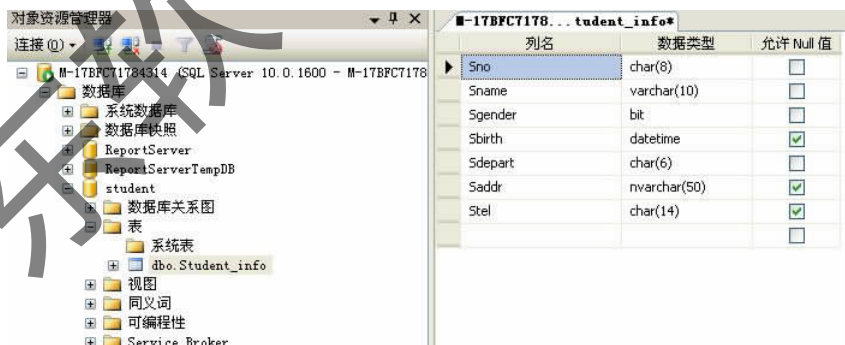 对象资源管理器
连接(O)
M-17BFC71784314 (SQL Server 10.0.1600 - M-17BFC7178
数据库
系统数据库
数据库快照
ReportServer
ReportServerTempDB
student
数据库关系图
表
系统表
dbo.Student_info
视图
同义词
可编程性
Service Broker
M-17BFC7178...tudent_info*
列名 数据类型 允许 Null 值
Sno char(8)
Sname varchar(10)
Sgender bit
Sbirth datetime
Sdepart char(6)
Saddr nvarchar(50)
Stel char(14)